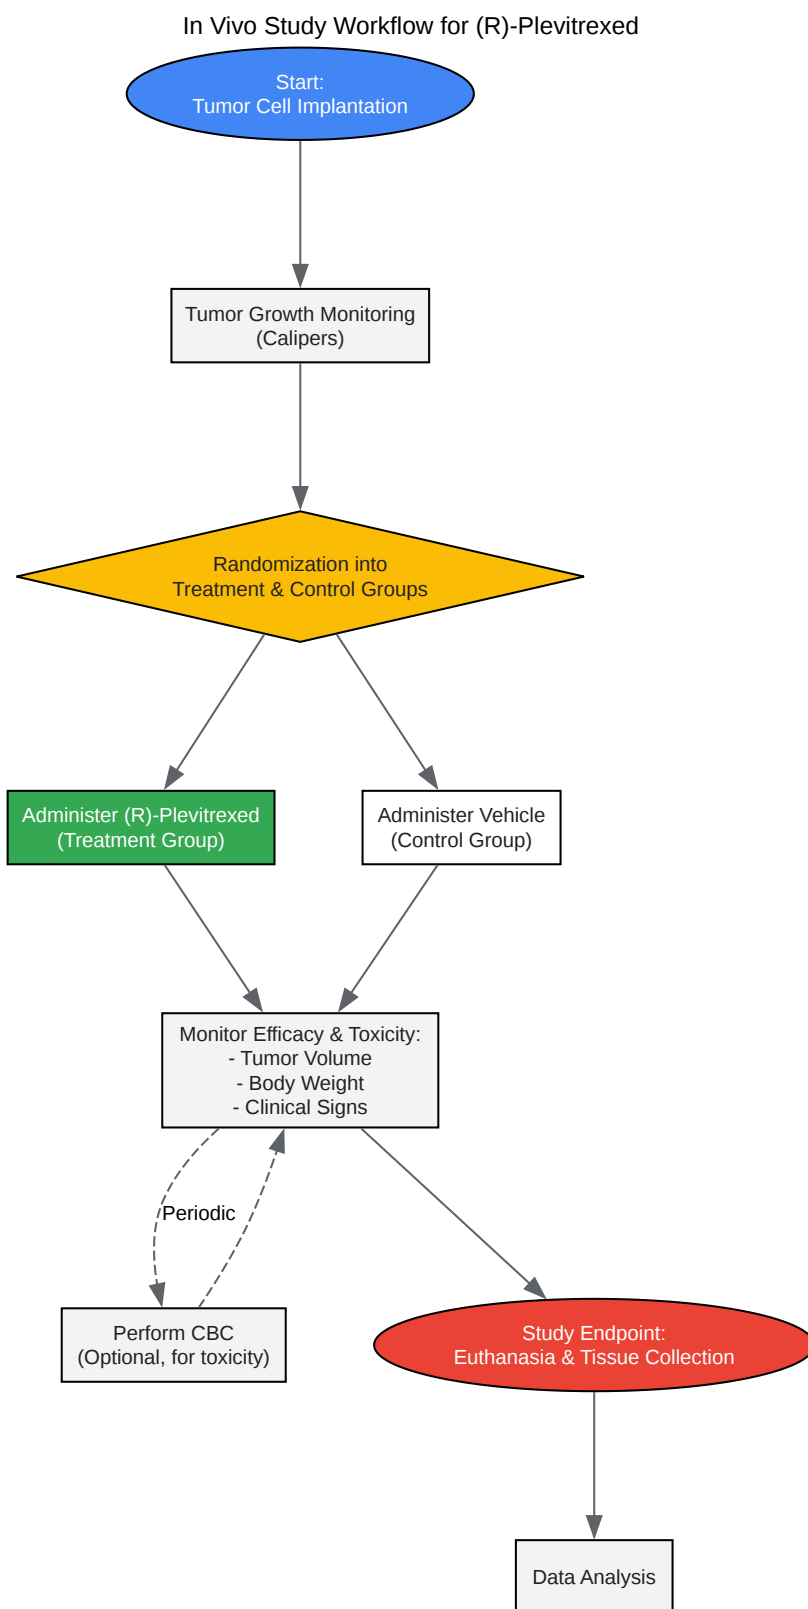 In Vivo Study Workflow for (R)-Plevitrexed
Start:
Tumor Cell Implantation
Tumor Growth Monitoring
(Calipers)
Randomization into
Treatment & Control Groups
Administer (R)-Plevitrexed
(Treatment Group)
Administer Vehicle
(Control Group)
Monitor Efficacy & Toxicity:
- Tumor Volume
- Body Weight
- Clinical Signs
Periodic
Perform CBC
(Optional, for toxicity)
Study Endpoint:
Euthanasia & Tissue Collection
Data Analysis